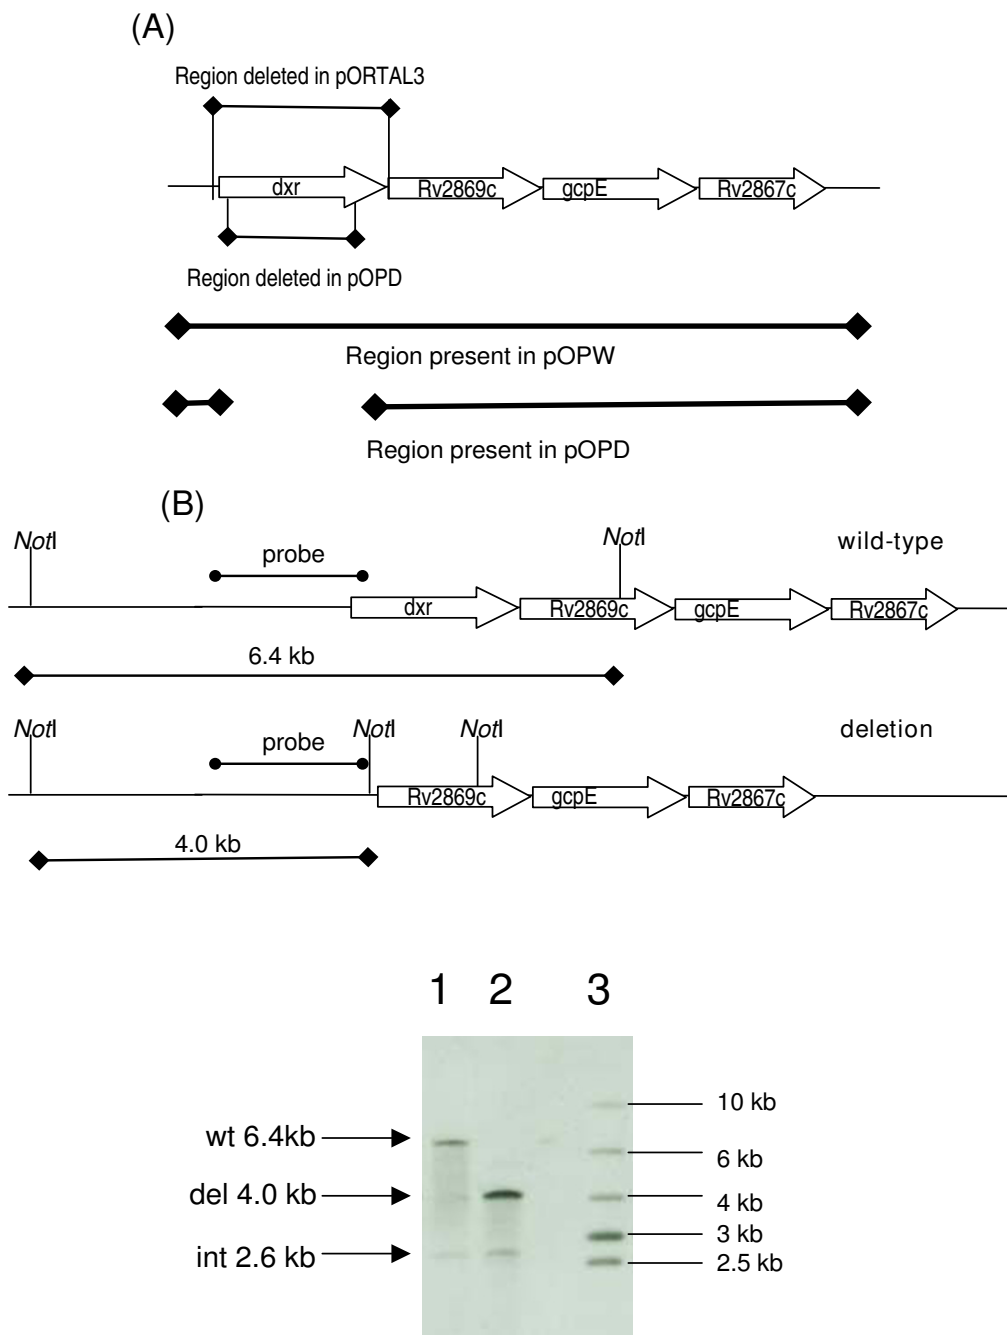 (A)
Region deleted in pORTAL3
dxr Rv2869c gcpE Rv2867c
Region deleted in pOPD
Region present in pOPW
Region present in pOPD
(B)
NotI probe NotI wild-type
dxr Rv2869c gcpE Rv2867c
6.4 kb
NotI probe NotI NotI deletion
Rv2869c gcpE Rv2867c
4.0 kb
1 2 3
10 kb
wt 6.4kb
6 kb
del 4.0 kb
4 kb
3 kb
int 2.6 kb
2.5 kb